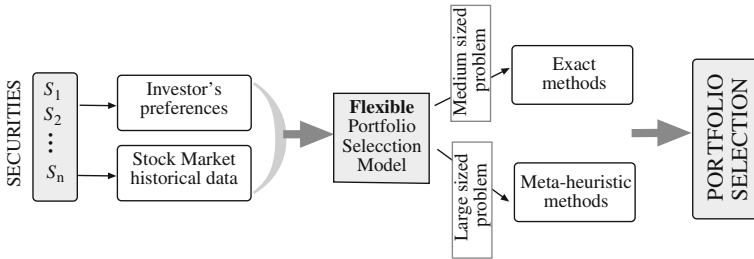 SECURITIES
S1
S2
Sn
Investor's
preferences
Stock Market
historical data
Flexible
Portfolio
Selecction
Model
Medium sized
problem
Large sized
problem
Exact
methods
Meta-heuristic
methods
PORTFOLIO
SELECTION